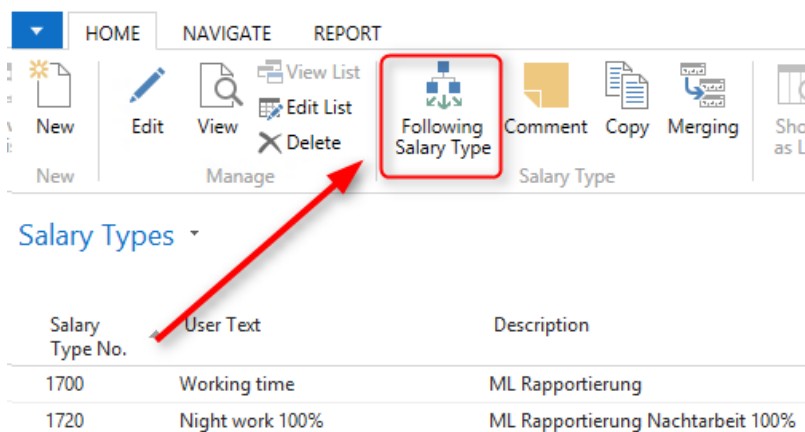 HOME NAVIGATE REPORT
View List
Edit List
Delete
New Edit View Following Salary Type Comment Copy Merging
New Manage Salary Type
Salary Types
Salary Type No. User Text Description
1700 Working time ML Rapportierung
1720 Night work 100% ML Rapportierung Nachtarbeit 100%